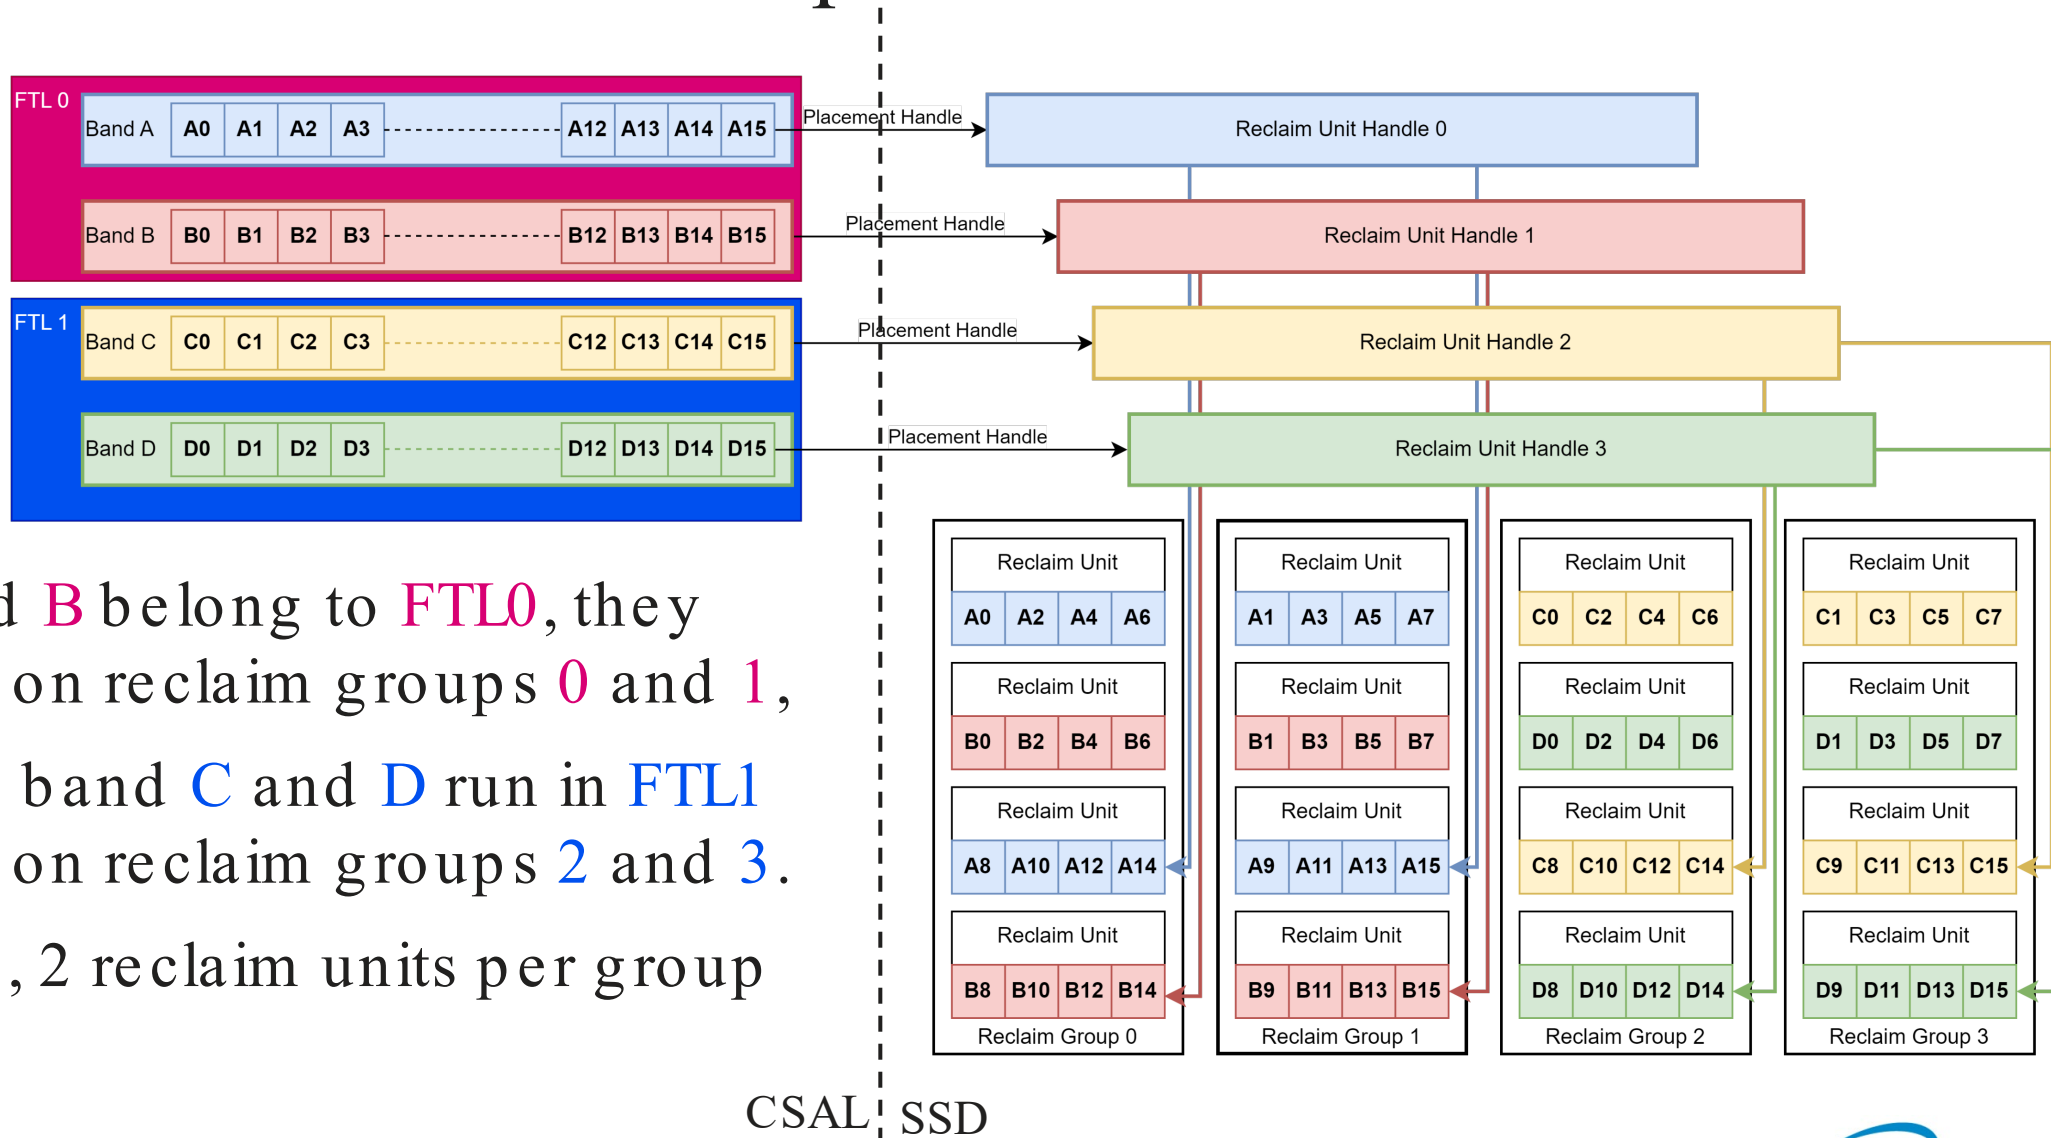 FTL 0
Band A A0 A1 A2 A3 A12 A13 A14 A15
Placement Handle
Reclaim Unit Handle 0
Band B B0 B1 B2 B3 B12 B13 B14 B15
Placement Handle
Reclaim Unit Handle 1
FTL 1
Band C C0 C1 C2 C3 C12 C13 C14 C15
Placement Handle
Reclaim Unit Handle 2
Band D D0 D1 D2 D3 D12 D13 D14 D15
Placement Handle
Reclaim Unit Handle 3
B belong to FTL0, they
on reclaim groups 0 and 1,
band C and D run in FTL1
on reclaim groups 2 and 3.
, 2 reclaim units per group
Reclaim Unit
A0 A2 A4 A6
Reclaim Unit
B0 B2 B4 B6
Reclaim Unit
A8 A10 A12 A14
Reclaim Unit
B8 B10 B12 B14
Reclaim Group 0
Reclaim Unit
A1 A3 A5 A7
Reclaim Unit
B1 B3 B5 B7
Reclaim Unit
A9 A11 A13 A15
Reclaim Unit
B9 B11 B13 B15
Reclaim Group 1
Reclaim Unit
C0 C2 C4 C6
Reclaim Unit
D0 D2 D4 D6
Reclaim Unit
C8 C10 C12 C14
Reclaim Unit
D8 D10 D12 D14
Reclaim Group 2
Reclaim Unit
C1 C3 C5 C7
Reclaim Unit
D1 D3 D5 D7
Reclaim Unit
C9 C11 C13 C15
Reclaim Unit
D9 D11 D13 D15
Reclaim Group 3
CSAL SSD